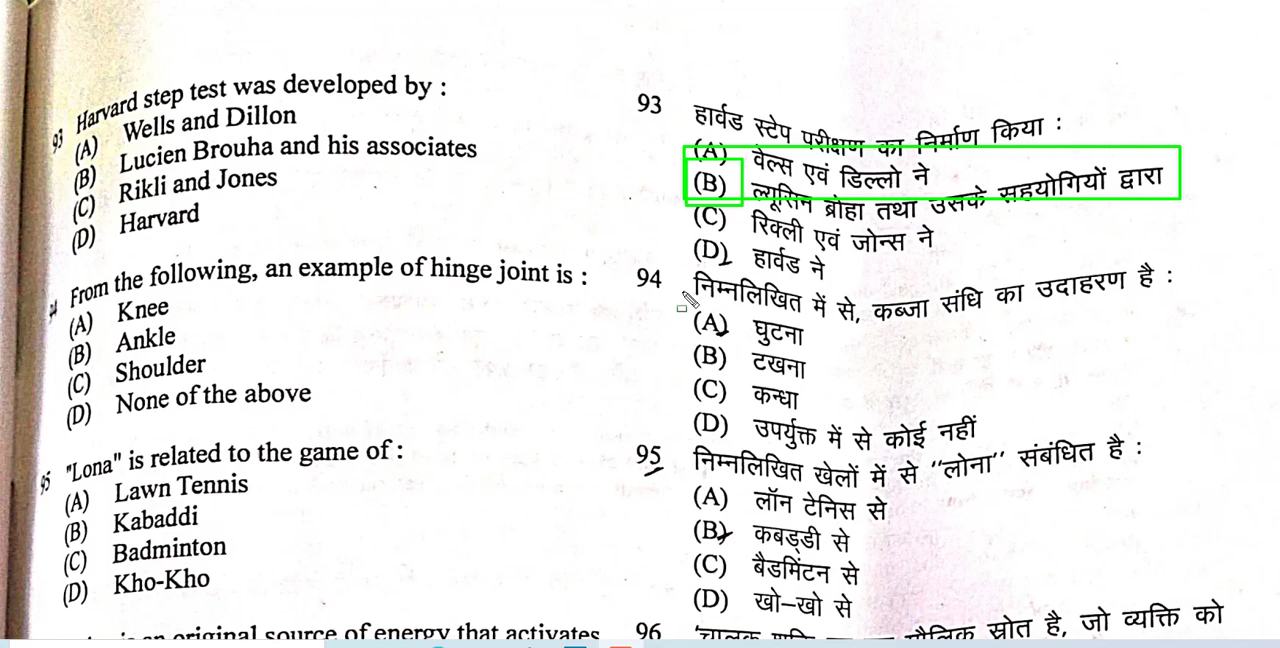 93 Harvard step test was developed by :
(A) Wells and Dillon
(B) Lucien Brouha and his associates
(C) Rikli and Jones
(D) Harvard
From the following, an example of hinge joint is :
(A) Knee
(B) Ankle
(C) Shoulder
(D) None of the above
95 "Lona" is related to the game of :
(A) Lawn Tennis
(B) Kabaddi
(C) Badminton
(D) Kho-Kho
original source of energy that activates
93 हार्वड स्टेप परीक्षण का निर्माण किया :
(A) वेल्स एवं डिल्लो ने
(B) ल्यूसिन ब्रोहा तथा उसके सहयोगियों द्वारा
(C) रिक्ली एवं जोन्स ने
(D) हार्वड ने
94 निम्नलिखित में से, कब्जा संधि का उदाहरण है :
(A) घुटना
(B) टखना
(C) कन्धा
(D) उपर्युक्त में से कोई नहीं
95 निम्नलिखित खेलों में से "लोना" संबंधित है :
(A) लॉन टेनिस से
(B) कबड्डी से
(C) बैडमिंटन से
(D) खो-खो से
96 स्रोत है, जो व्यक्ति को